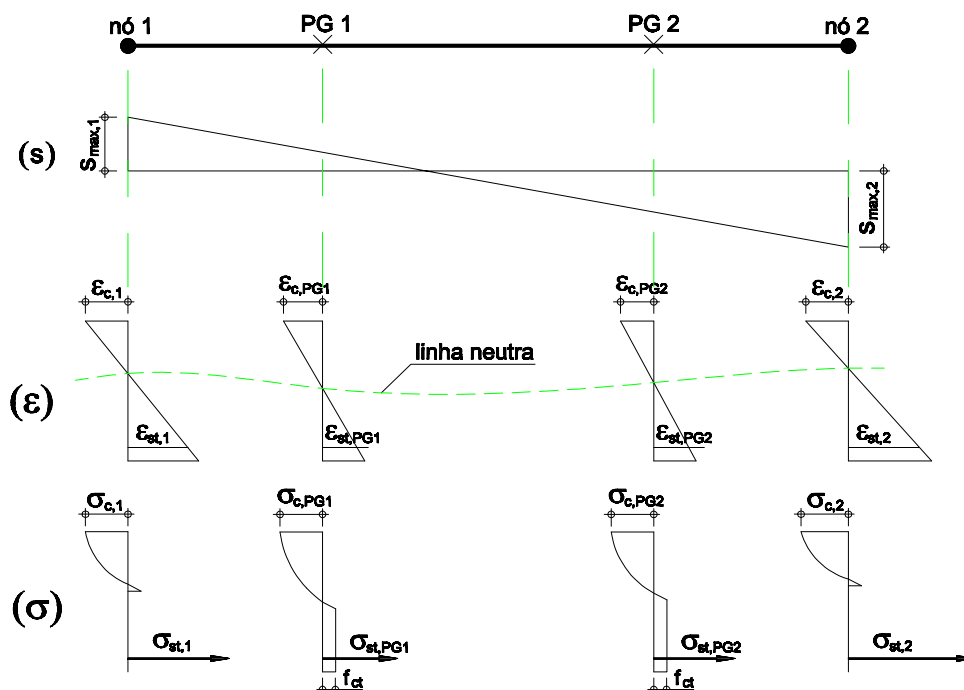 nó 1 PG 1 PG 2 nó 2
(s) Smax,1 Smax,2
εc,1 εc,PG1 εc,PG2 εc,2
linha neutra
(ε)
εst,1 εst,PG1 εst,PG2 εst,2
σc,1 σc,PG1 σc,PG2 σc,2
(σ)
σst,1 σst,PG1 σst,PG2 σst,2
fct fct